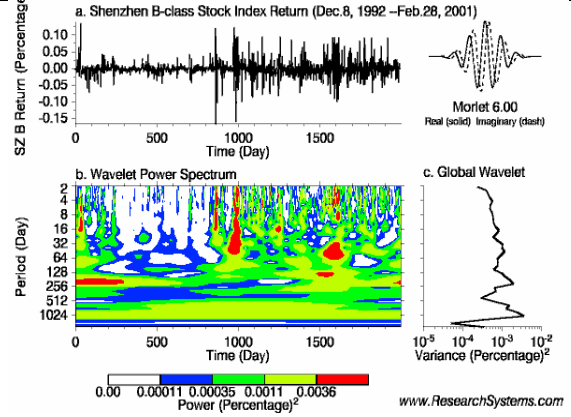 a. Shenzhen B-class Stock Index Return (Dec.8, 1992 --Feb.28, 2001)
SZ B Return (Percentage
0.10
0.05
0.00
-0.05
-0.10
-0.15
0 500 1000 1500
Time (Day)
Morlet 6.00
Real (solid) Imaginary (dash)
b. Wavelet Power Spectrum
Period (Day)
2
4
8
16
32
64
128
256
512
1024
0 500 1000 1500
Time (Day)
c. Global Wavelet
10-5 10-4 10-3 10-2
Variance (Percentage)2
0.00 0.00011 0.00035 0.0011 0.0036
Power (Percentage)2
www.ResearchSystems.com